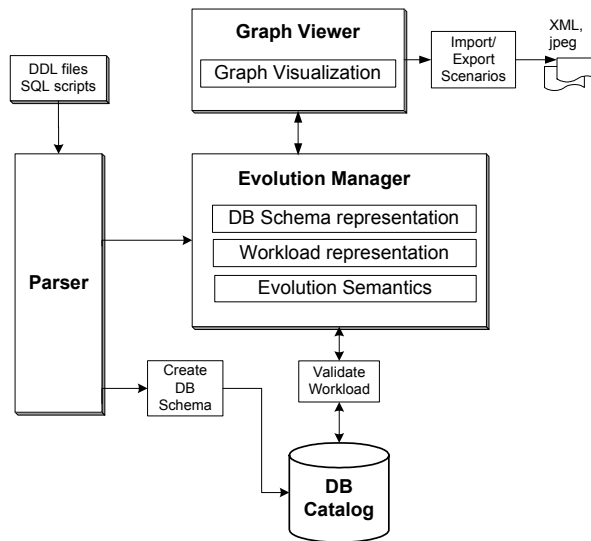 Graph Viewer
Graph Visualization
Import/
Export
Scenarios
XML,
jpeg
DDL files
SQL scripts
Parser
Evolution Manager
DB Schema representation
Workload representation
Evolution Semantics
Create
DB
Schema
Validate
Workload
DB
Catalog